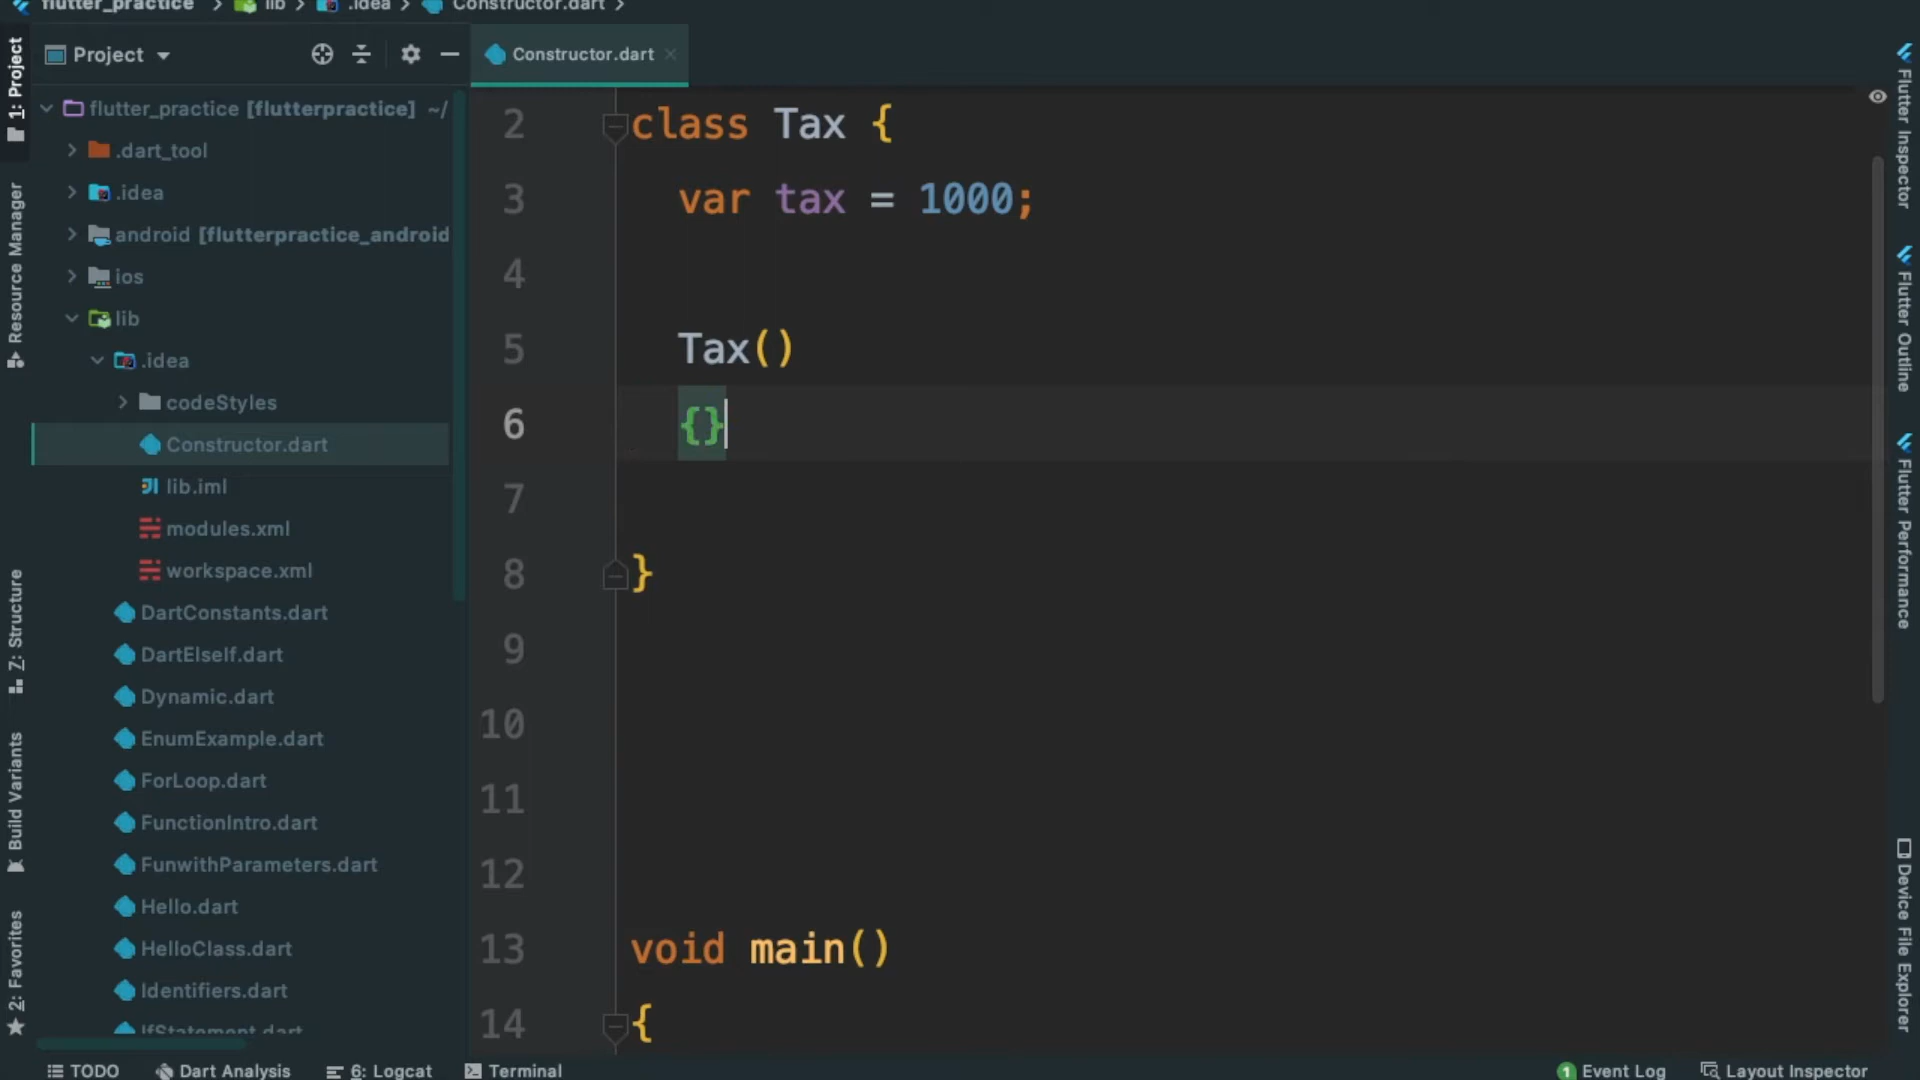 flutter_practice > lib > .idea > Constructor.dart >
1: Project
Resource Manager
7: Structure
Build Variants
2: Favorites
Project
flutter_practice [flutterpractice] ~/
.dart_tool
.idea
android [flutterpractice_android
ios
lib
.idea
codeStyles
Constructor.dart
lib.iml
modules.xml
workspace.xml
DartConstants.dart
DartElseIf.dart
Dynamic.dart
EnumExample.dart
ForLoop.dart
FunctionIntro.dart
FunwithParameters.dart
Hello.dart
HelloClass.dart
Identifiers.dart
IfStatement.dart
Constructor.dart
2 class Tax {
3 var tax = 1000;
4
5 Tax()
6 {}
7
8 }
9
10
11
12
13 void main()
14 {
Flutter Inspector
Flutter Outline
Flutter Performance
Device File Explorer
TODO
Dart Analysis
6: Logcat
Terminal
1 Event Log
Layout Inspector